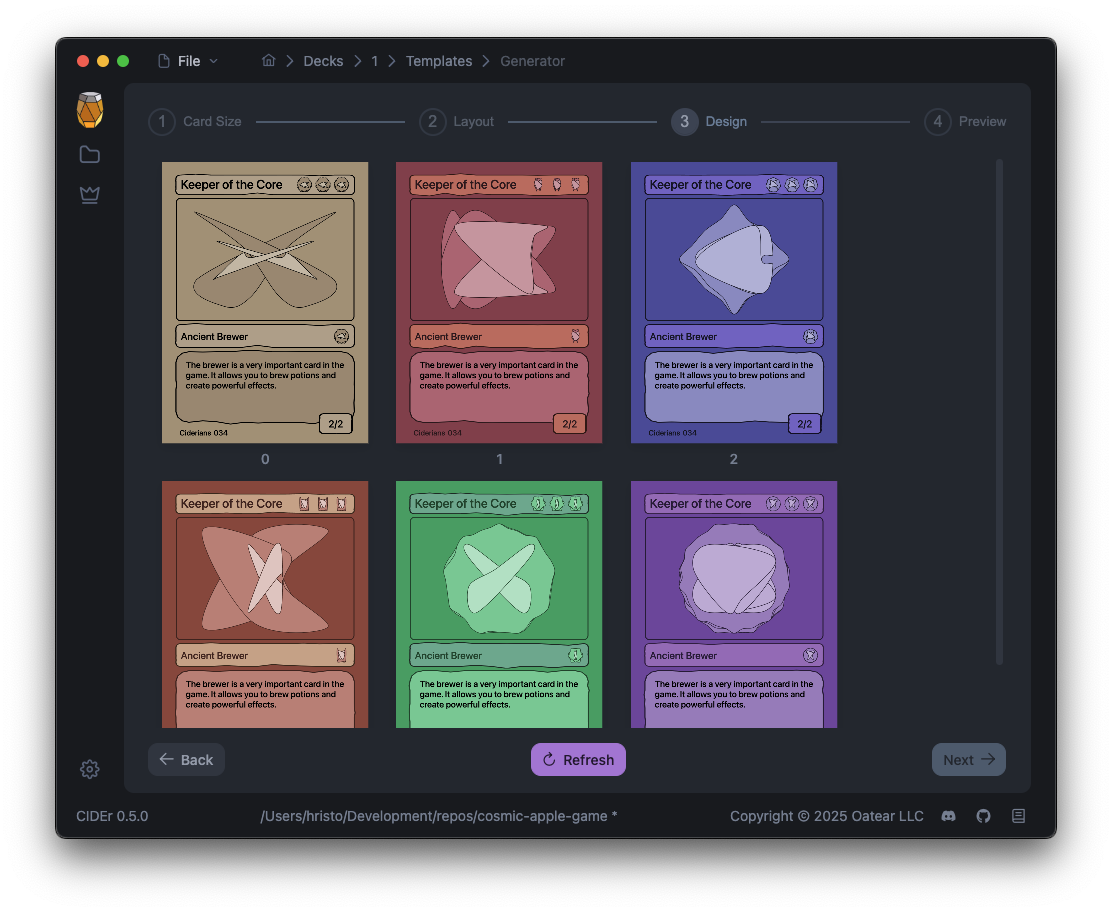 File
Decks
1
Templates
Generator
1 Card Size
2 Layout
3 Design
4 Preview
Keeper of the Core
Ancient Brewer
The brewer is a very important card in the
game. It allows you to brew potions and
create powerful effects.
2/2
Ciderians 034
0
Keeper of the Core
Ancient Brewer
The brewer is a very important card in the
game. It allows you to brew potions and
create powerful effects.
2/2
Ciderians 034
1
Keeper of the Core
Ancient Brewer
The brewer is a very important card in the
game. It allows you to brew potions and
create powerful effects.
2/2
Ciderians 034
2
Keeper of the Core
Ancient Brewer
The brewer is a very important card in the
game. It allows you to brew potions and
create powerful effects.
Keeper of the Core
Ancient Brewer
The brewer is a very important card in the
game. It allows you to brew potions and
create powerful effects.
Keeper of the Core
Ancient Brewer
The brewer is a very important card in the
game. It allows you to brew potions and
create powerful effects.
Back
Refresh
Next
CIDEr 0.5.0
/Users/hristo/Development/repos/cosmic-apple-game *
Copyright © 2025 Oatear LLC